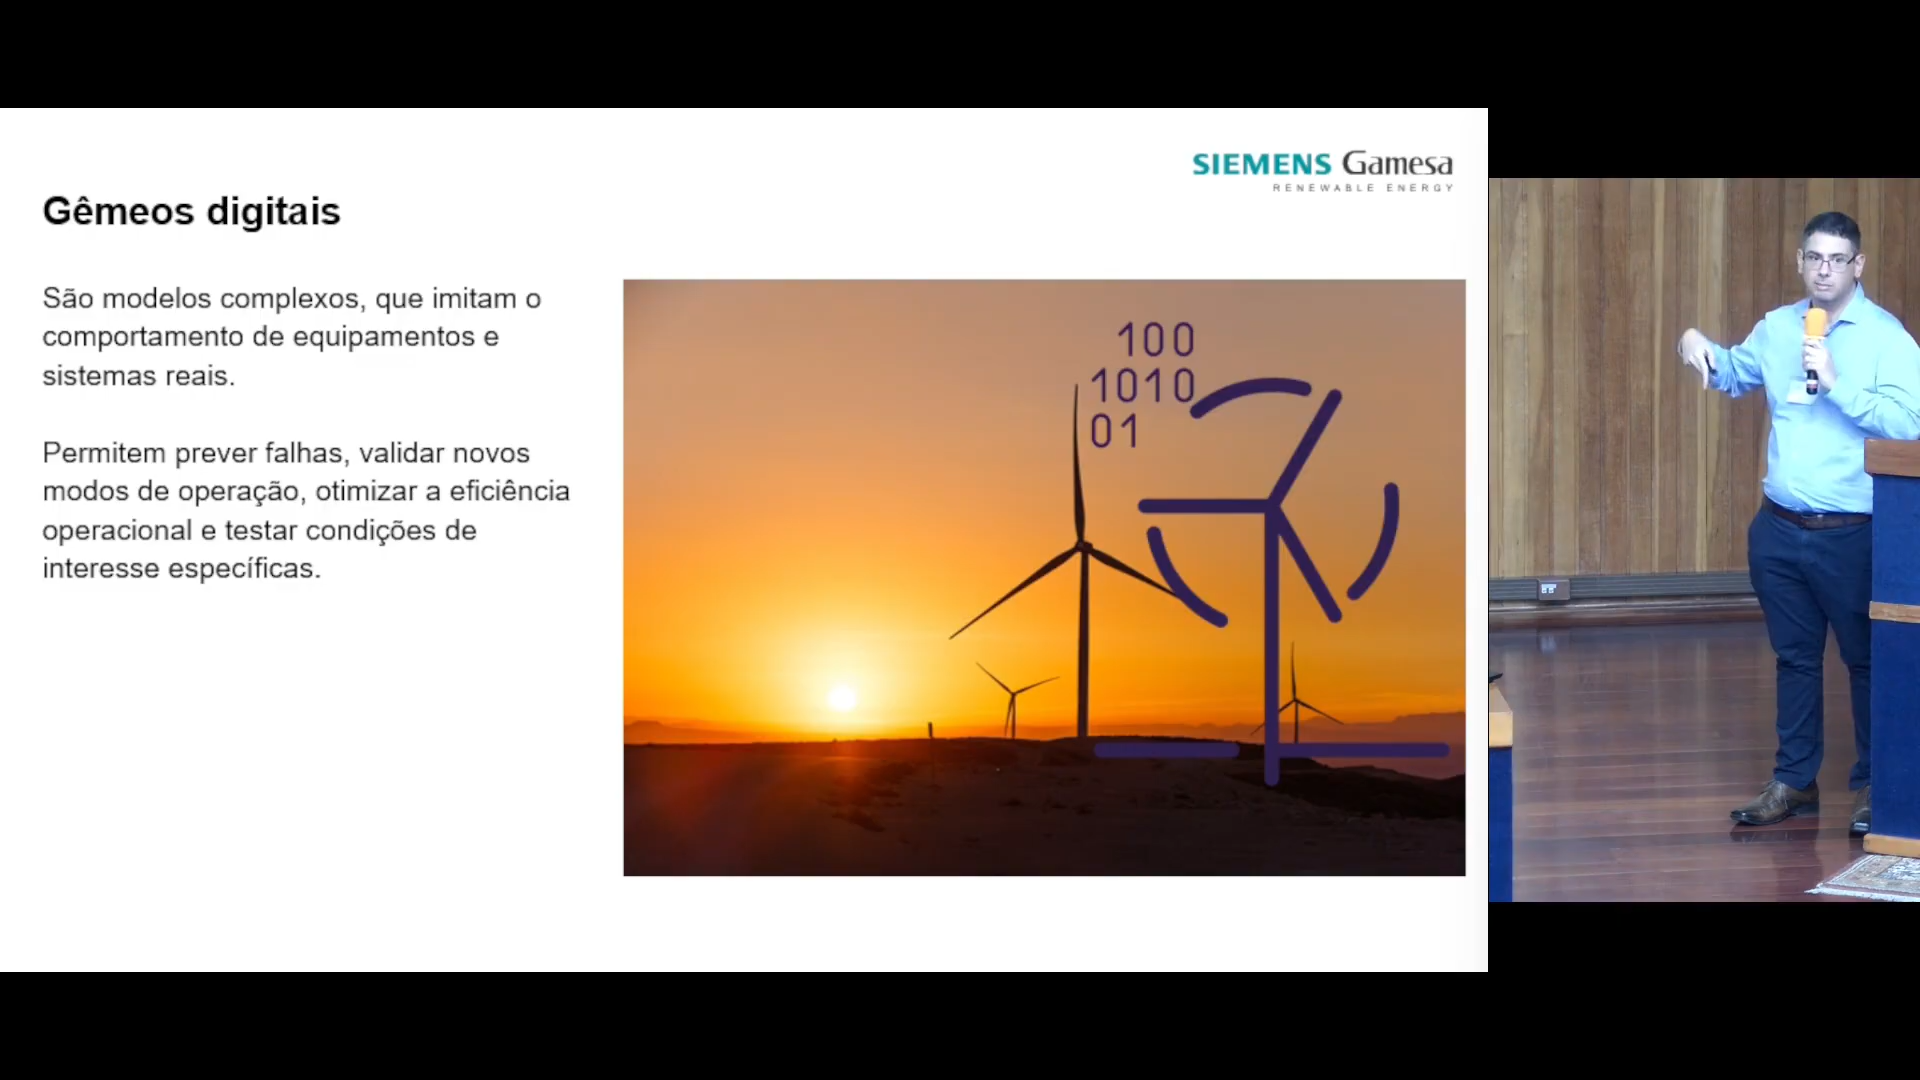 SIEMENS Gamesa
RENEWABLE ENERGY
Gêmeos digitais
São modelos complexos, que imitam o
comportamento de equipamentos e
sistemas reais.
Permitem prever falhas, validar novos
modos de operação, otimizar a eficiência
operacional e testar condições de
interesse específicas.
100
1010
01